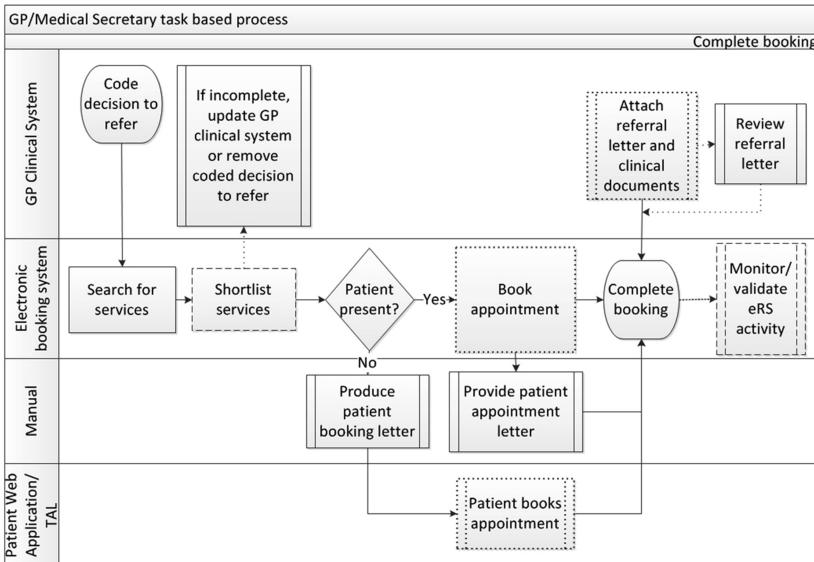 GP/Medical Secretary task based process
Complete booking
GP Clinical System
Code
decision to
refer
If incomplete,
update GP
clinical system
or remove
coded decision
to refer
Attach
referral
letter and
clinical
documents
Review
referral
letter
Electronic
booking system
Search for
services
Shortlist
services
Patient
present?
Yes
Book
appointment
Complete
booking
Monitor/
validate
eRS
activity
No
Manual
Produce
patient
booking letter
Provide patient
appointment
letter
Patient Web
Application/
TAL
Patient books
appointment